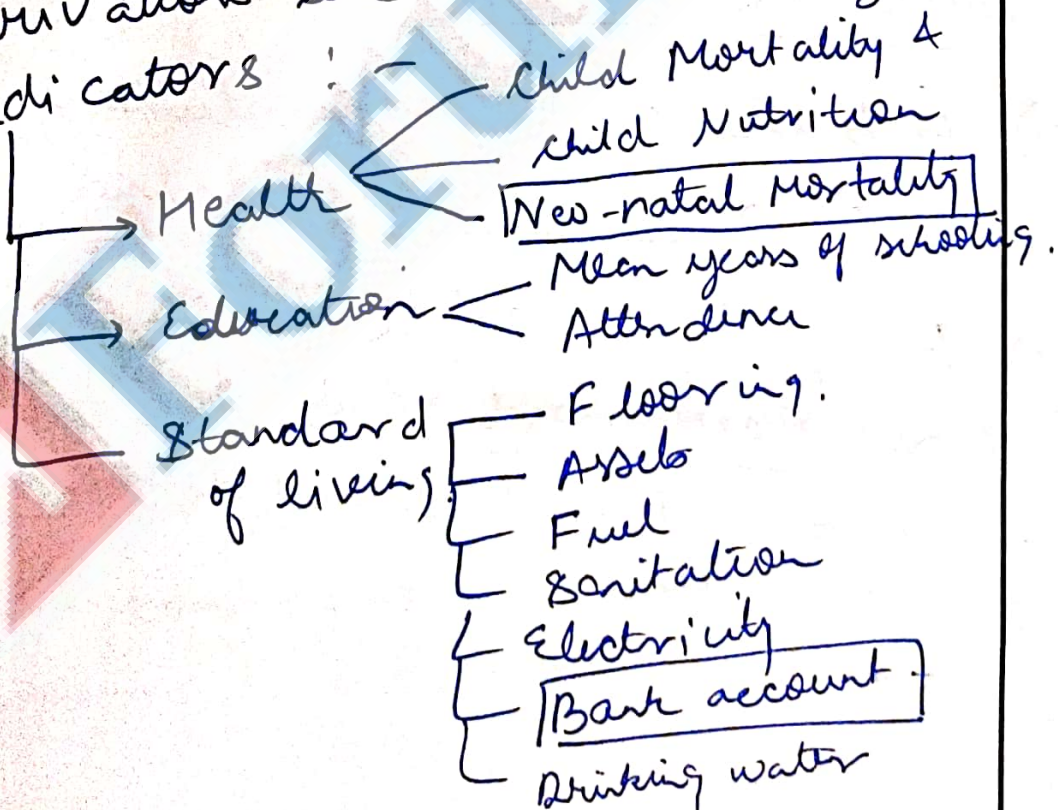 dicators : -
Child Mortality &
Child Nutrition
Health
Neo-natal Mortality
Mean years of schooling.
Education
Attendence
Flooring.
Standard
Assets
of living
Fuel
Sanitation
Electricity
Bank account.
Drinking water